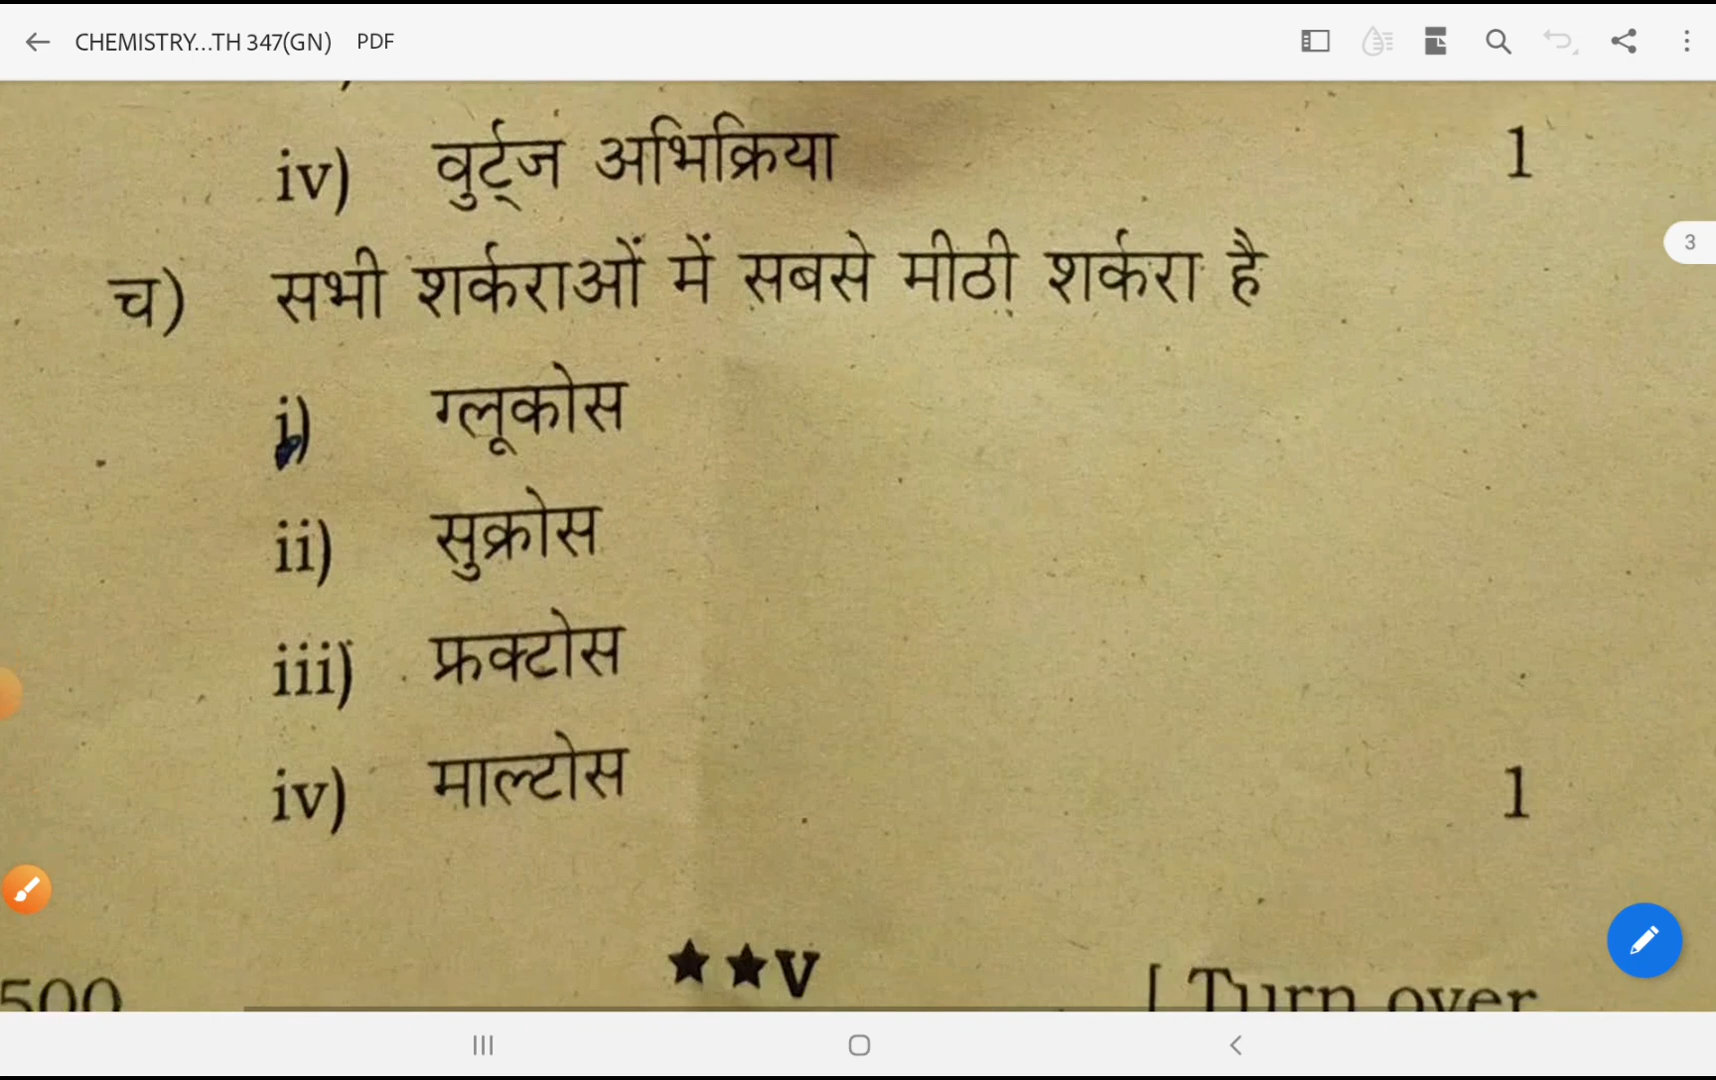 CHEMISTRY...TH 347(GN) PDF
iv) वुर्ट्ज अभिक्रिया 1
3
च) सभी शर्कराओं में सबसे मीठी शर्करा है
i) ग्लूकोस
ii) सुक्रोस
iii) फ्रक्टोस
iv) माल्टोस 1
500 ★★V [ Turn over